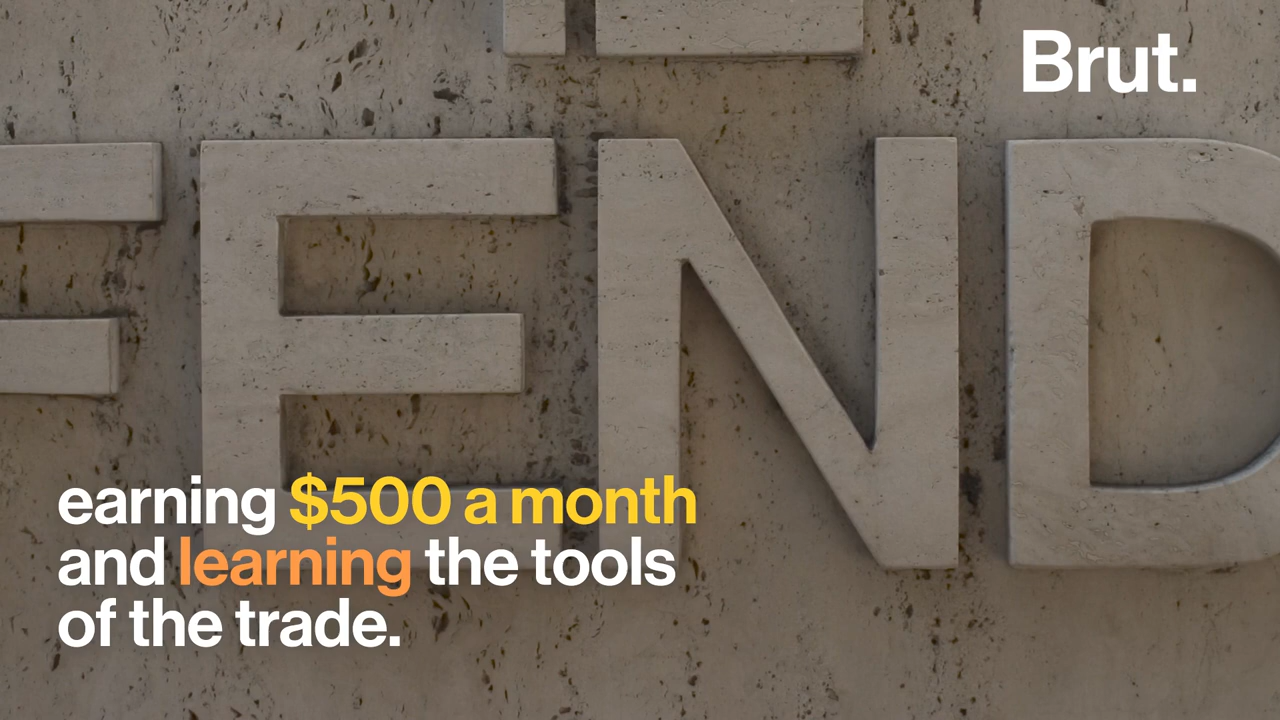 Brut.
FEND
earning $500 a month
and learning the tools
of the trade.